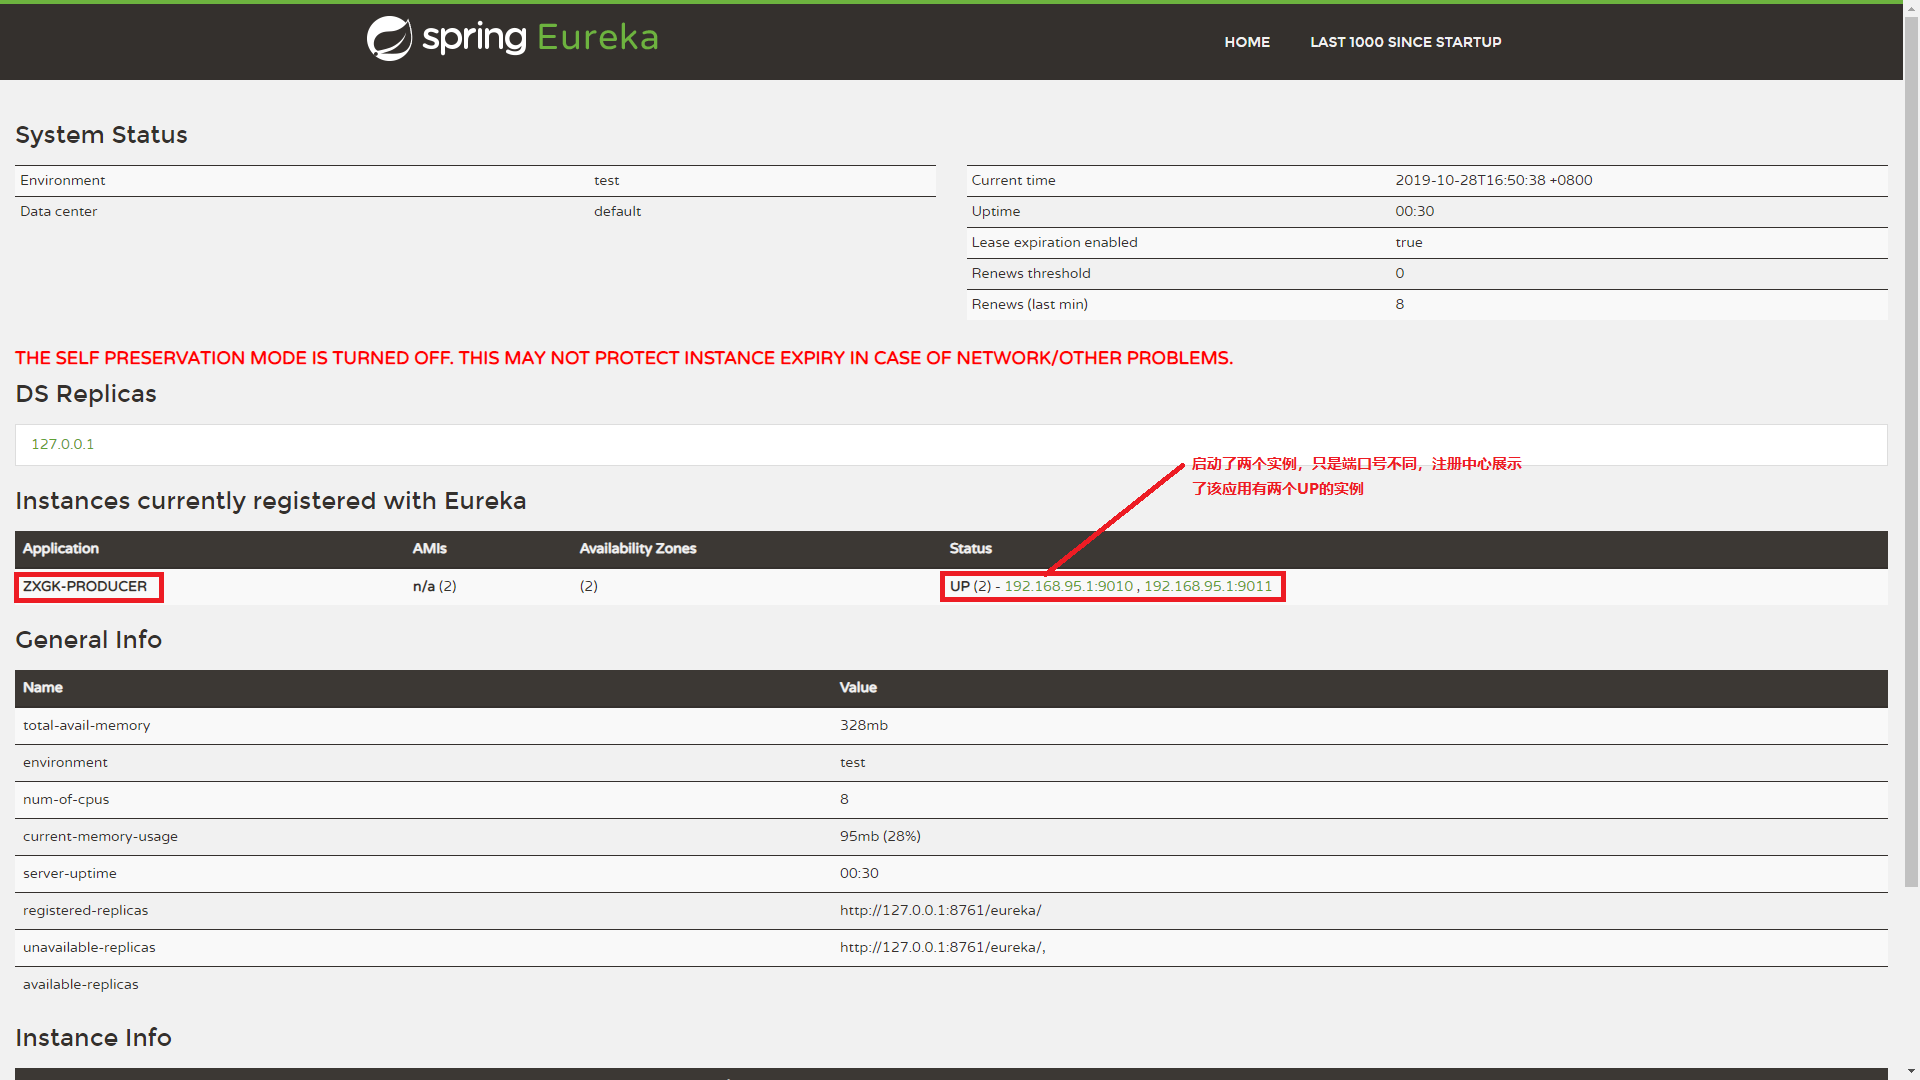 spring Eureka
HOME LAST 1000 SINCE STARTUP
System Status
Environment test
Data center default
Current time 2019-10-28T16:50:38 +0800
Uptime 00:30
Lease expiration enabled true
Renews threshold 0
Renews (last min) 8
THE SELF PRESERVATION MODE IS TURNED OFF. THIS MAY NOT PROTECT INSTANCE EXPIRY IN CASE OF NETWORK/OTHER PROBLEMS.
DS Replicas
127.0.0.1
启动了两个实例，只是端口号不同，注册中心展示
了该应用有两个UP的实例
Instances currently registered with Eureka
Application AMIs Availability Zones Status
ZXGK-PRODUCER n/a (2) (2) UP (2) - 192.168.95.1:9010 , 192.168.95.1:9011
General Info
Name Value
total-avail-memory 328mb
environment test
num-of-cpus 8
current-memory-usage 95mb (28%)
server-uptime 00:30
registered-replicas http://127.0.0.1:8761/eureka/
unavailable-replicas http://127.0.0.1:8761/eureka/,
available-replicas
Instance Info